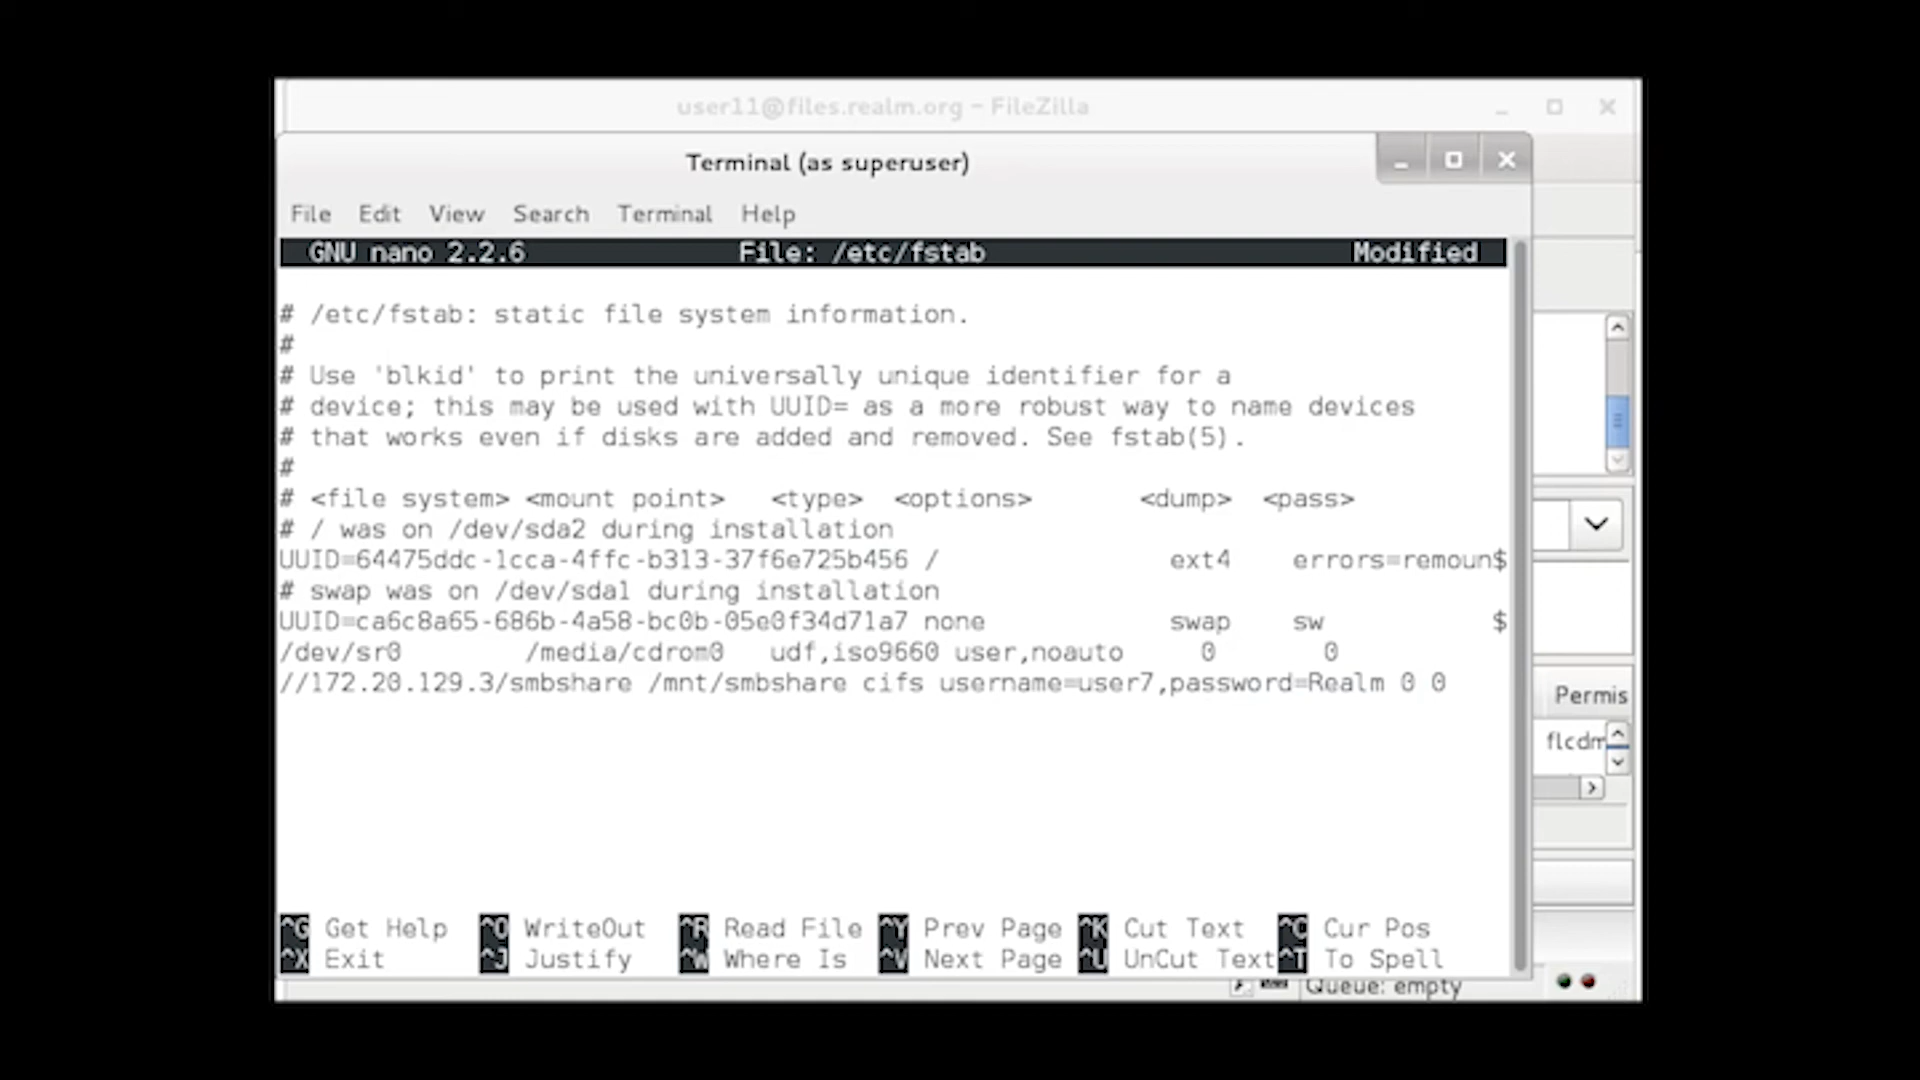 user11@files.realm.org - FileZilla
Terminal (as superuser)
File Edit View Search Terminal Help
GNU nano 2.2.6 File: /etc/fstab Modified
# /etc/fstab: static file system information.
#
# Use 'blkid' to print the universally unique identifier for a
# device; this may be used with UUID= as a more robust way to name devices
# that works even if disks are added and removed. See fstab(5).
#
# <file system> <mount point> <type> <options> <dump> <pass>
# / was on /dev/sda2 during installation
UUID=64475ddc-1cca-4ffc-b313-37f6e725b456 / ext4 errors=remoun$
# swap was on /dev/sda1 during installation
UUID=ca6c8a65-686b-4a58-bc0b-05e0f34d71a7 none swap sw $
/dev/sr0 /media/cdrom0 udf,iso9660 user,noauto 0 0
//172.20.129.3/smbshare /mnt/smbshare cifs username=user7,password=Realm 0 0
Permis
flcdm
^G Get Help ^O WriteOut ^R Read File ^Y Prev Page ^K Cut Text ^C Cur Pos
^X Exit ^J Justify ^W Where Is ^V Next Page ^U UnCut Text ^T To Spell
Queue: empty